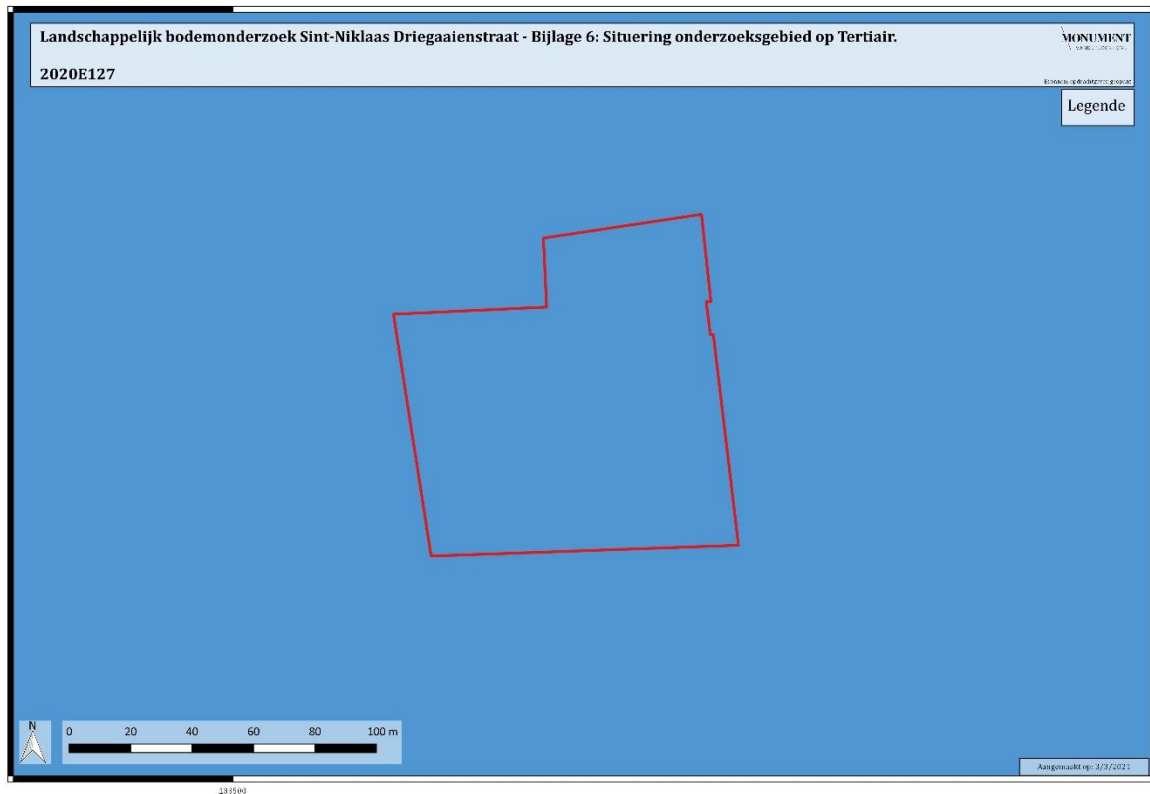 Landschappelijk bodemonderzoek Sint-Niklaas Driegaaienstraat - Bijlage 6: Situering onderzoeksgebied op Tertiair.
2020E127
MONUMENT
Legende
N
0 20 40 60 80 100 m
Aangemaakt op: 3/3/2021